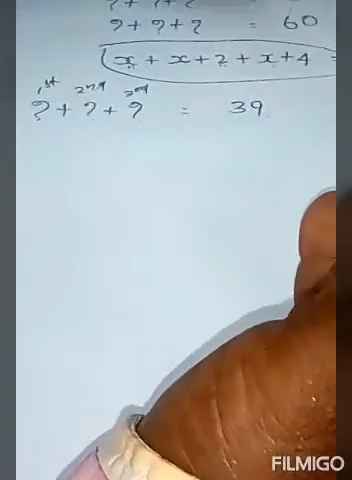 ? + ? + ?
? + ? + ? = 60
x + x + 2 + x + 4 =
1st 2nd 3rd
? + ? + ? = 39
FILMIGO